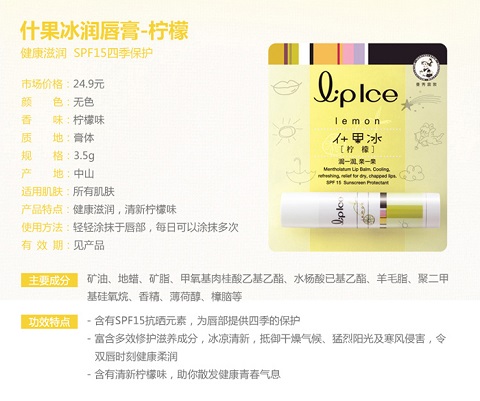 什果冰润唇膏-柠檬
健康滋润 SPF15四季保护
市场价格：24.9元
颜 色：无色
香 味：柠檬味
质 地：膏体
规 格：3.5g
产 地：中山
适用肌肤：所有肌肤
产品特点：健康滋润，清新柠檬味
使用方法：轻轻涂抹于唇部，每日可以涂抹多次
有 效 期：见产品
lipIce
lemon
什果冰
[柠檬]
润一润,果一果
Mentholatum Lip Balm. Cooling,
refreshing, relief for dry, chapped lips.
SPF 15 Sunscreen Protectant
lipIce
主要成分
矿油、地蜡、矿脂、甲氧基肉桂酸乙基乙酯、水杨酸已基乙酯、羊毛脂、聚二甲
基硅氧烷、香精、薄荷醇、樟脑等
功效特点
- 含有SPF15抗晒元素，为唇部提供四季的保护
- 富含多效修护滋养成分，冰凉清新，抵御干燥气候、猛烈阳光及寒风侵害，令
双唇时刻健康柔润
- 含有清新柠檬味，助你散发健康青春气息